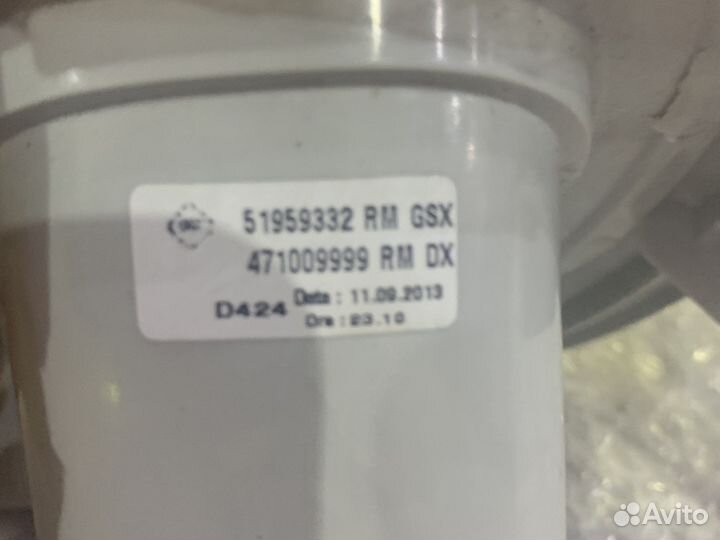 51959332 RM GSX
471009999 RM DX
D424 Data : 11.09.2013
Ora : 23.10
Avito